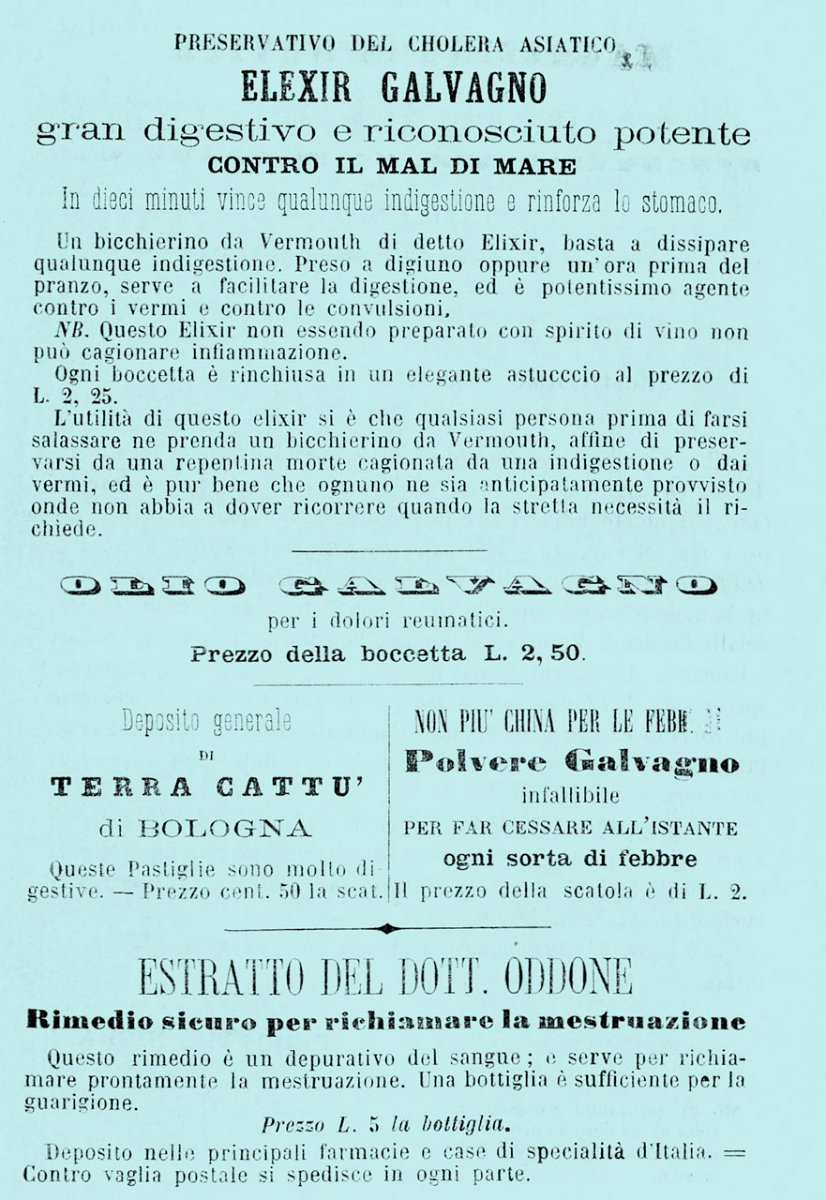 PRESERVATIVO DEL CHOLERA ASIATICO
ELEXIR GALVAGNO
gran digestivo e riconosciuto potente
CONTRO IL MAL DI MARE
In dieci minuti vince qualunque indigestione e rinforza lo stomaco.
Un bicchierino da Vermouth di detto Elixir, basta a dissipare
qualunque indigestione. Preso a digiuno oppure un'ora prima del
pranzo, serve a facilitare la digestione, ed è potentissimo agente
contro i vermi e contro le convulsioni,
NB. Questo Elixir non essendo preparato con spirito di vino non
può cagionare infiammazione.
Ogni boccetta è rinchiusa in un elegante astucccio al prezzo di
L. 2, 25.
L'utilità di questo elixir si è che qualsiasi persona prima di farsi
salassare ne prenda un bicchierino da Vermouth, affine di preser-
varsi da una repentina morte cagionata da una indigestione o dai
vermi, ed è pur bene che ognuno ne sia anticipatamente provvisto
onde non abbia a dover ricorrere quando la stretta necessità il ri-
chiede.
OLIO GALVAGNO
per i dolori reumatici.
Prezzo della boccetta L. 2, 50.
Deposito generale
DI
TERRA CATTU'
di BOLOGNA
Queste Pastiglie sono molto di
gestive. — Prezzo cent. 50 la scat.
NON PIU' CHINA PER LE
Polvere Galvagno
infallibile
PER FAR CESSARE ALL'ISTANTE
ogni sorta di febbre
Il prezzo della scatola è di L. 2.
ESTRATTO DEL DOTT. ODDONE
Rimedio sicuro per richiamare la mestruazione
Questo rimedio è un depurativo del sangue ; e serve per richia-
mare prontamente la mestruazione. Una bottiglia è sufficiente per la
guarigione.
Prezzo L. 5 la bottiglia.
Deposito nelle principali farmacie e case di specialità d'Italia. =
Contro vaglia postale si spedisce in ogni parte.